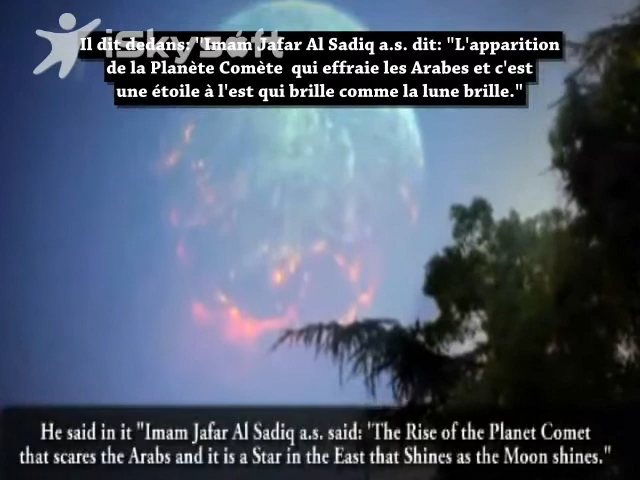 iSkysoft
Il dit dedans: "Imam Jafar Al Sadiq a.s. dit: "L'apparition
de la Planète Comète qui effraie les Arabes et c'est
une étoile à l'est qui brille comme la lune brille."
He said in it "Imam Jafar Al Sadiq a.s. said: 'The Rise of the Planet Comet
that scares the Arabs and it is a Star in the East that Shines as the Moon shines."